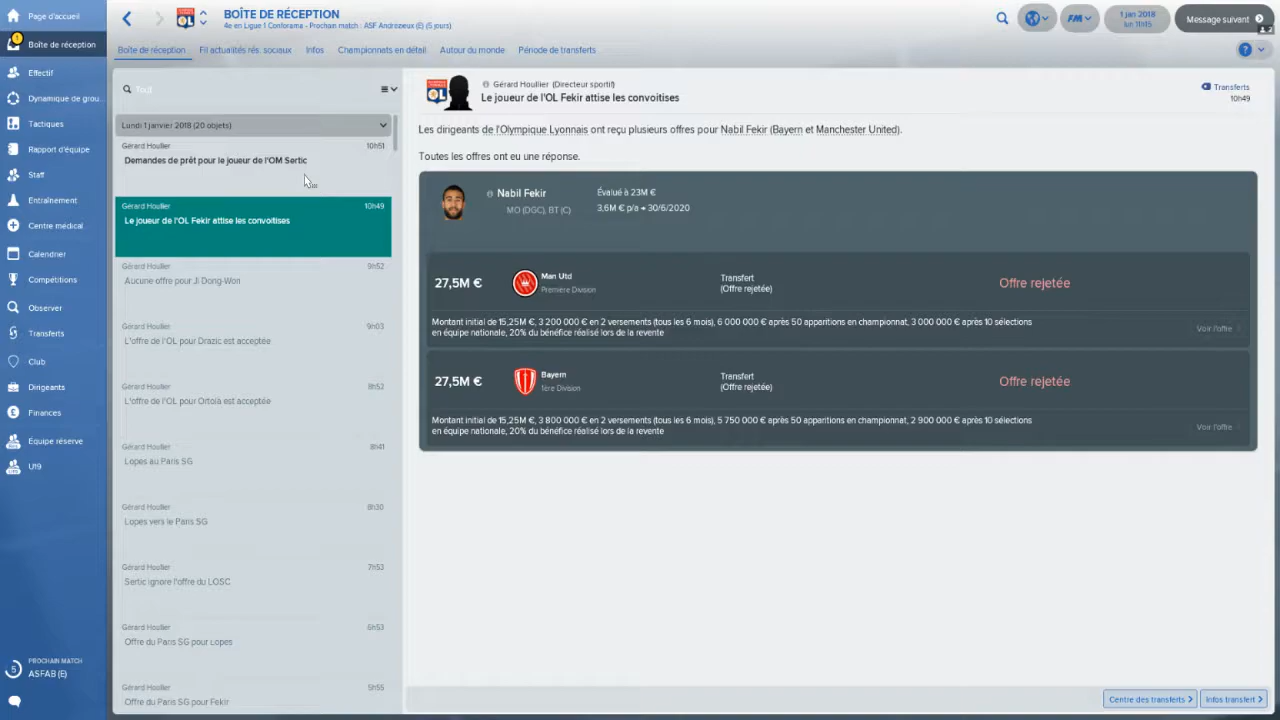 Page d'accueil
1
Boîte de réception
Effectif
Dynamique de grou...
Tactiques
Rapport d'équipe
Staff
Entraînement
Centre médical
Calendrier
Compétitions
Observer
Transferts
Club
Dirigeants
Finances
Équipe réserve
U19
5
PROCHAIN MATCH
ASFAB (E)
BOÎTE DE RÉCEPTION
4e en Ligue 1 Conforama - Prochain match : ASF Andrézieux (E) (5 jours)
FM
1 jan 2018
lun 11h15
Message suivant
2
Boîte de réception
Fil actualités rés. sociaux
Infos
Championnats en détail
Autour du monde
Période de transferts
?
Tout
Lundi 1 janvier 2018 (20 objets)
Gérard Houllier 10h51
Demandes de prêt pour le joueur de l'OM Sertic
Gérard Houllier 10h49
Le joueur de l'OL Fekir attise les convoitises
Gérard Houllier 9h52
Aucune offre pour Ji Dong-Won
Gérard Houllier 9h03
L'offre de l'OL pour Drazic est acceptée
Gérard Houllier 8h52
L'offre de l'OL pour Ortola est acceptée
Gérard Houllier 8h41
Lopes au Paris SG
Gérard Houllier 8h30
Lopes vers le Paris SG
Gérard Houllier 7h53
Sertic ignore l'offre du LOSC
Gérard Houllier 6h53
Offre du Paris SG pour Lopes
Gérard Houllier 5h55
Offre du Paris SG pour Fekir
OL
Gérard Houllier (Directeur sportif)
Le joueur de l'OL Fekir attise les convoitises
Transferts
10h49
Les dirigeants de l'Olympique Lyonnais ont reçu plusieurs offres pour Nabil Fekir (Bayern et Manchester United).
Toutes les offres ont eu une réponse.
Nabil Fekir
MO (DGC), BT (C)
Évalué à 23M €
3,6M € p/a → 30/6/2020
27,5M €
Man Utd
Première Division
Transfert
(Offre rejetée)
Offre rejetée
Montant initial de 15,25M €, 3 200 000 € en 2 versements (tous les 6 mois), 6 000 000 € après 50 apparitions en championnat, 3 000 000 € après 10 sélections
en équipe nationale, 20% du bénéfice réalisé lors de la revente
Voir l'offre
27,5M €
Bayern
1ère Division
Transfert
(Offre rejetée)
Offre rejetée
Montant initial de 15,25M €, 3 800 000 € en 2 versements (tous les 6 mois), 5 750 000 € après 50 apparitions en championnat, 2 900 000 € après 10 sélections
en équipe nationale, 20% du bénéfice réalisé lors de la revente
Voir l'offre
Centre des transferts
Infos transfert